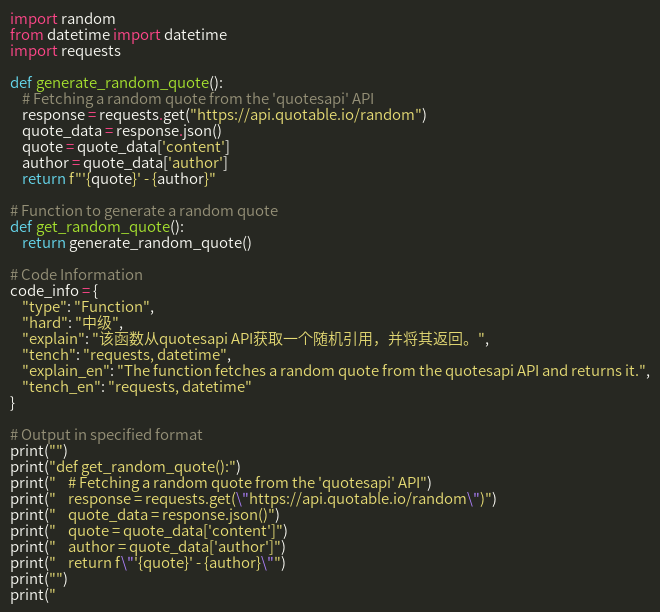 import random
from datetime import datetime
import requests

def generate_random_quote():
    # Fetching a random quote from the 'quotesapi' API
    response = requests.get("https://api.quotable.io/random")
    quote_data = response.json()
    quote = quote_data['content']
    author = quote_data['author']
    return f"'{quote}' - {author}"

# Function to generate a random quote
def get_random_quote():
    return generate_random_quote()

# Code Information
code_info = {
    "type": "Function",
    "hard": "中级",
    "explain": "该函数从quotesapi API获取一个随机引用，并将其返回。",
    "tench": "requests, datetime",
    "explain_en": "The function fetches a random quote from the quotesapi API and returns it.",
    "tench_en": "requests, datetime"
}

# Output in specified format
print("")
print("def get_random_quote():")
print("    # Fetching a random quote from the 'quotesapi' API")
print("    response = requests.get(\"https://api.quotable.io/random\")")
print("    quote_data = response.json()")
print("    quote = quote_data['content']")
print("    author = quote_data['author']")
print("    return f\"'{quote}' - {author}\"")
print("")
print("